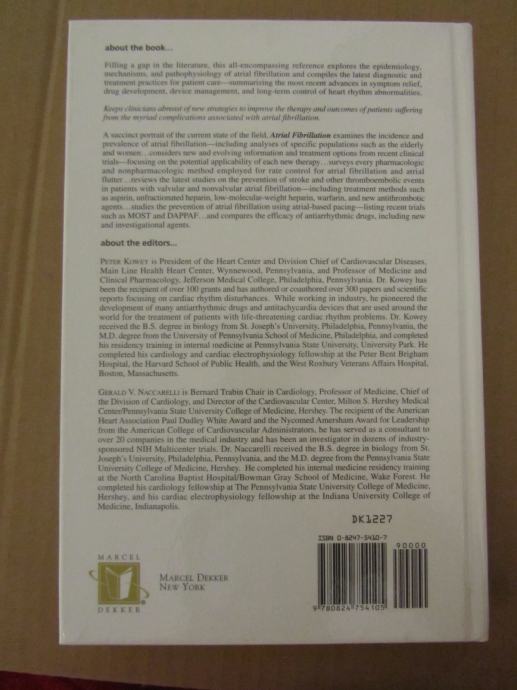 about the book...
Filling a gap in the literature, this all-encompassing reference explores the epidemiology,
mechanisms, and pathophysiology of atrial fibrillation and compiles the latest diagnostic and
treatment practices for patient care—summarising the most recent advances in symptom relief,
drug development, device management, and long-term control of heart rhythm abnormalities.
Keeps clinicians abreast of new strategies to improve the therapy and outcomes of patients suffering
from the myriad complications associated with atrial fibrillation.
A succinct portrait of the current state of the field, Atrial Fibrillation examines the incidence and
prevalence of atrial fibrillation—including analyses of specific populations such as the elderly
and women...considers new and evolving information and treatment options from recent clinical
trials—focusing on the potential applicability of each new therapy...surveys every pharmacologic
and nonpharmacologic method employed for rate control for atrial fibrillation and atrial
flutter...reviews the latest studies on the prevention of stroke and other thromboembolic events
in patients with valvular and nonvalvular atrial fibrillation—including treatment methods such
as aspirin, unfractionated heparin, low-molecular-weight heparin, warfarin, and new antithrombotic
agents...studies the prevention of atrial fibrillation using atrial-based pacing—listing recent trials
such as MOST and DAPPAF...and compares the efficacy of antiarrhythmic drugs, including new
and investigational agents.
about the editors...
PETER KOWEY is President of the Heart Center and Division Chief of Cardiovascular Diseases,
Main Line Health Heart Center, Wynnewood, Pennsylvania, and Professor of Medicine and
Clinical Pharmacology, Jefferson Medical College, Philadelphia, Pennsylvania. Dr. Kowey has
been the recipient of over 100 grants and has authored or coauthored over 300 papers and scientific
reports focusing on cardiac rhythm disturbances. While working in industry, he pioneered the
development of many antiarrhythmic drugs and antitachycardia devices that are used around the
world for the treatment of patients with life-threatening cardiac rhythm problems. Dr. Kowey
received the B.S. degree in biology from St. Joseph's University, Philadelphia, Pennsylvania, the
M.D. degree from the University of Pennsylvania School of Medicine, Philadelphia, and completed
his residency training in internal medicine at Pennsylvania State University, University Park. He
completed his cardiology and cardiac electrophysiology fellowship at the Peter Bent Brigham
Hospital, the Harvard School of Public Health, and the West Roxbury Veterans Affairs Hospital,
Boston, Massachusetts.
GERALD V. NACCARELLI is Bernard Trabin Chair in Cardiology, Professor of Medicine, Chief of
the Division of Cardiology, and Director of the Cardiovascular Center, Milton S. Hershey Medical
Center/Pennsylvania State University College of Medicine, Hershey. The recipient of the American
Heart Association Paul Dudley White Award and the Nycomed Amersham Award for Leadership
from the American College of Cardiovascular Administrators, he has served as a consultant to
over 20 companies in the medical industry and has been an investigator in dozens of industry-
sponsored NIH Multicenter trials. Dr. Naccarelli received the B.S. degree in biology from St.
Joseph's University, Philadelphia, Pennsylvania, and the M.D. degree from the Pennsylvania State
University College of Medicine, Hershey. He completed his internal medicine residency training
at the North Carolina Baptist Hospital/Bowman Gray School of Medicine, Wake Forest. He
completed his cardiology fellowship at The Pennsylvania State University College of Medicine,
Hershey, and his cardiac electrophysiology fellowship at the Indiana University College of
Medicine, Indianapolis.
DK1227
ISBN 0-8247-5410-7
90000
9 780824 754105
MARCEL
DEKKER
®
MARCEL DEKKER
NEW YORK